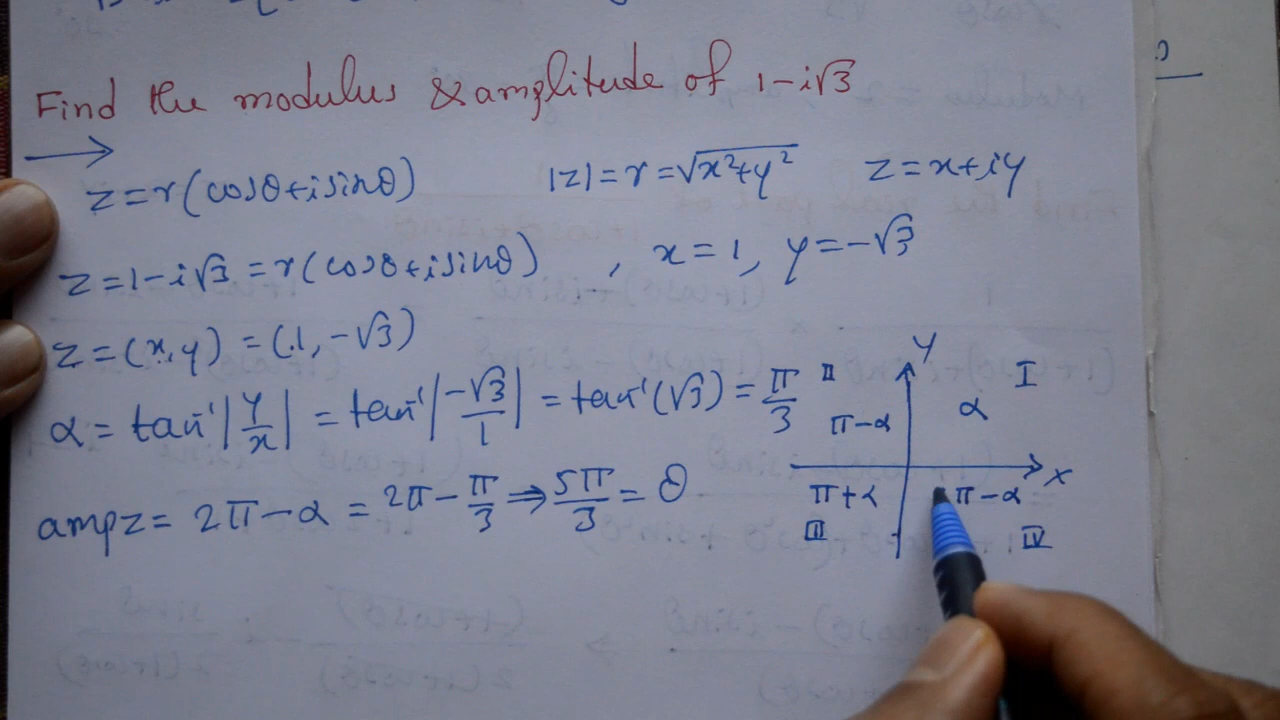 Find the modulus & amplitude of 1-i√3
z=r(cosθ+isinθ) |z|=r=√x²+y² z=x+iy
z=1-i√3=r(cosθ+isinθ), x=1, y=-√3
z=(x,y)=(1,-√3)
α=tan⁻¹|y/x|=tan⁻¹|-√3/1|=tan⁻¹(√3)=π/3
amp z=2π-α=2π-π/3⇒5π/3=θ
Y
II I
π-α α
X
π+α π-α
III IV